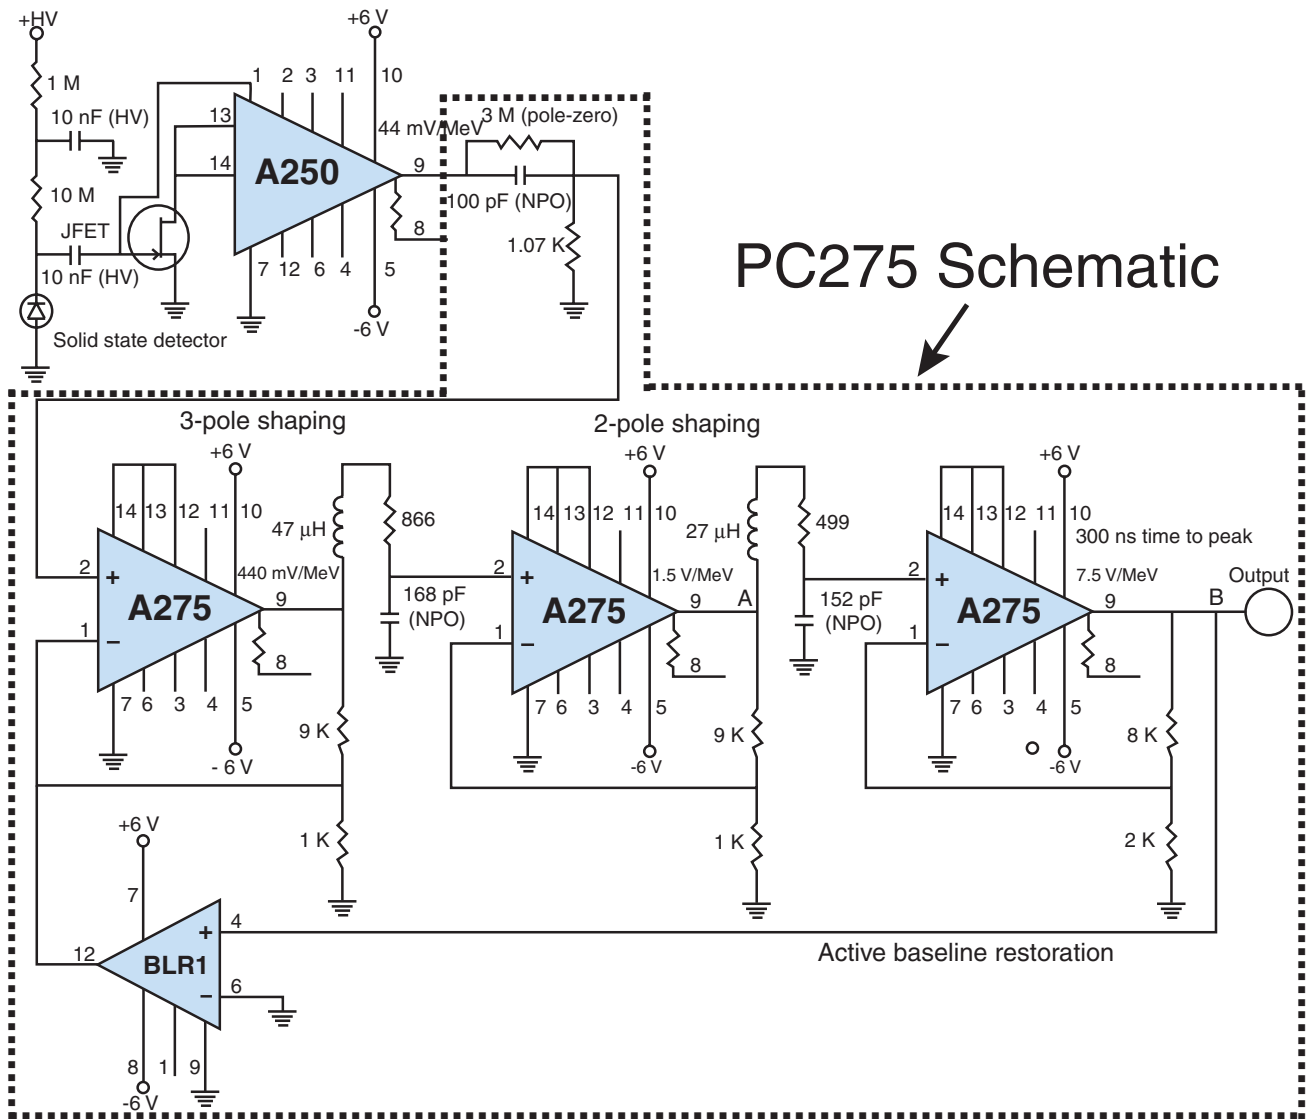 +HV
+6 V
1 M
1
2
3
11
10
10 nF (HV)
13
44 mV/MeV
3 M (pole-zero)
14
A250
9
10 M
100 pF (NPO)
JFET
8
1.07 K
10 nF (HV)
7
12
6
4
5
-6 V
Solid state detector
PC275 Schematic
3-pole shaping
2-pole shaping
+6 V
14
13
12
11
10
47 µH
866
2
+
440 mV/MeV
A275
9
168 pF
(NPO)
1
–
8
7
6
3
4
5
9 K
- 6 V
1 K
+6 V
14
13
12
11
10
27 µH
499
2
+
1.5 V/MeV
A275
9
A
152 pF
(NPO)
1
–
8
7
6
3
4
5
9 K
-6 V
1 K
+6 V
14
13
12
11
10
300 ns time to peak
2
+
7.5 V/MeV
A275
9
B
Output
1
–
8
7
6
3
4
5
8 K
-6 V
2 K
+6 V
7
4
+
12
BLR1
–
6
Active baseline restoration
8
1
9
-6 V